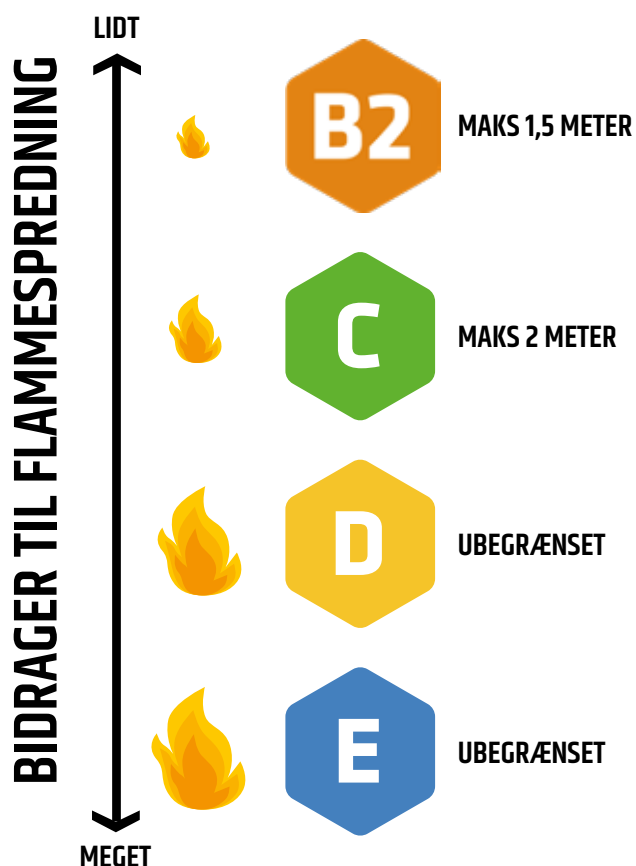 LIDT
BIDRAGER TIL FLAMMESPREDNING
B2
MAKS 1,5 METER
C
MAKS 2 METER
D
UBEGRÆNSET
E
UBEGRÆNSET
MEGET